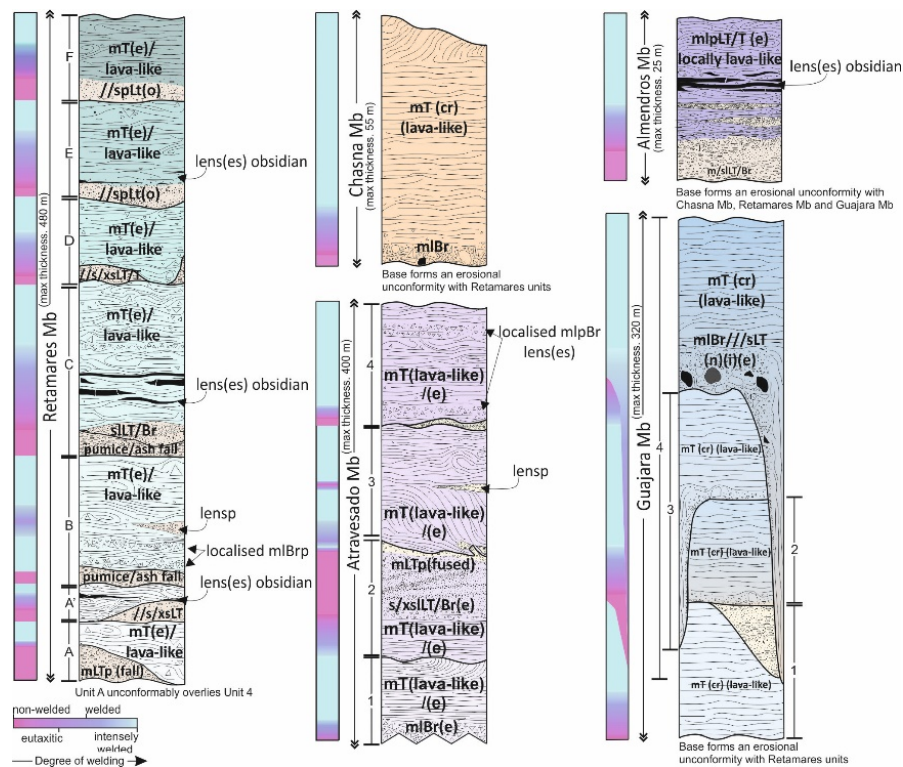 Retamares Mb (max thickness. 480 m)
F
mT(e)/
lava-like
//spLt(o)
E
mT(e)/
lava-like
lens(es) obsidian
//spLt(o)
D
mT(e)/
lava-like
//s/xsLT/T
C
mT(e)/
lava-like
lens(es) obsidian
slLT/Br
pumice/ash fall
B
mT(e)/
lava-like
lensp
localised mlBrp
pumice/ash fall
lens(es) obsidian
A'
//s/xsLT
A
mT(e)/
lava-like
mLTp (fall)
Unit A unconformably overlies Unit 4
non-welded
welded
eutaxitic
intensely
welded
Degree of welding
Chasna Mb
(max thickness. 55 m)
mT (cr)
(lava-like)
mlBr
Base forms an erosional
unconformity with Retamares units
Atravesado Mb (max thickness. 400 m)
localised mlpBr
lens(es)
4
mT(lava-like)
/(e)
3
lensp
mT(lava-like)
/(e)
2
mLTp(fused)
s/xslLT/Br(e)
mT(lava-like)
/(e)
1
mT(lava-like)
/(e)
mlBr(e)
Almendros Mb
(max thickness. 25 m)
mlpLT/T (e)
locally lava-like
lens(es) obsidian
m/slLT/Br
Base forms an erosional unconformity with
Chasna Mb, Retamares Mb and Guajara Mb
Guajara Mb
(max thickness. 320 m)
mT (cr)
(lava-like)
mlBr///sLT
(n)(i)(e)
4
3
mT (cr) (lava-like)
2
mT (cr) (lava-like)
1
mT (cr) (lava-like)
Base forms an erosional
unconformity with Retamares units